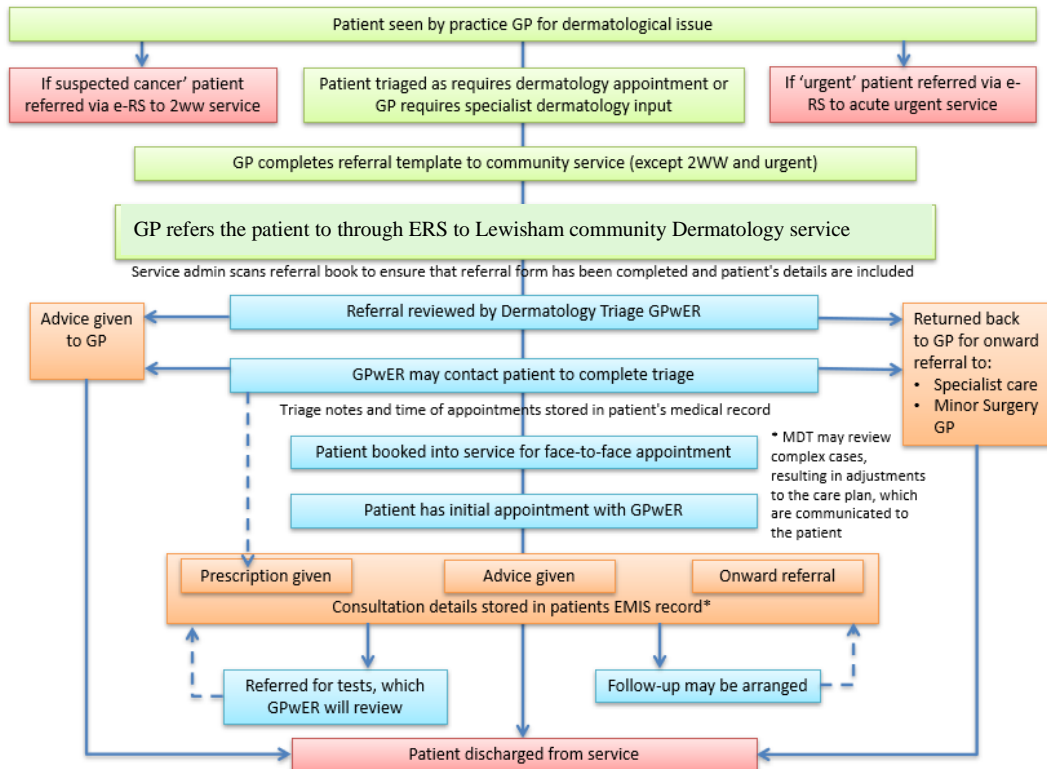 Patient seen by practice GP for dermatological issue
If suspected cancer’ patient
referred via e-RS to 2ww service
Patient triaged as requires dermatology appointment or
GP requires specialist dermatology input
If ‘urgent’ patient referred via e-
RS to acute urgent service
GP completes referral template to community service (except 2WW and urgent)
GP refers the patient to through ERS to Lewisham community Dermatology service
Service admin scans referral book to ensure that referral form has been completed and patient's details are included
Advice given
to GP
Referral reviewed by Dermatology Triage GPwER
Returned back
to GP for onward
referral to:
• Specialist care
• Minor Surgery
GP
GPwER may contact patient to complete triage
Triage notes and time of appointments stored in patient's medical record
Patient booked into service for face-to-face appointment
* MDT may review
complex cases,
resulting in adjustments
to the care plan, which
are communicated to
the patient
Patient has initial appointment with GPwER
Prescription given
Advice given
Onward referral
Consultation details stored in patients EMIS record*
Referred for tests, which
GPwER will review
Follow-up may be arranged
Patient discharged from service